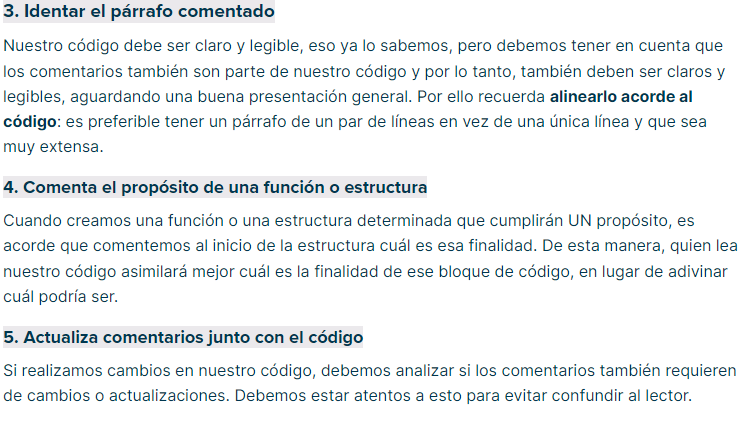 3. Identar el párrafo comentado
Nuestro código debe ser claro y legible, eso ya lo sabemos, pero debemos tener en cuenta que
los comentarios también son parte de nuestro código y por lo tanto, también deben ser claros y
legibles, aguardando una buena presentación general. Por ello recuerda alinearlo acorde al
código: es preferible tener un párrafo de un par de líneas en vez de una única línea y que sea
muy extensa.
4. Comenta el propósito de una función o estructura
Cuando creamos una función o una estructura determinada que cumplirán UN propósito, es
acorde que comentemos al inicio de la estructura cuál es esa finalidad. De esta manera, quien lea
nuestro código asimilará mejor cuál es la finalidad de ese bloque de código, en lugar de adivinar
cuál podría ser.
5. Actualiza comentarios junto con el código
Si realizamos cambios en nuestro código, debemos analizar si los comentarios también requieren
de cambios o actualizaciones. Debemos estar atentos a esto para evitar confundir al lector.